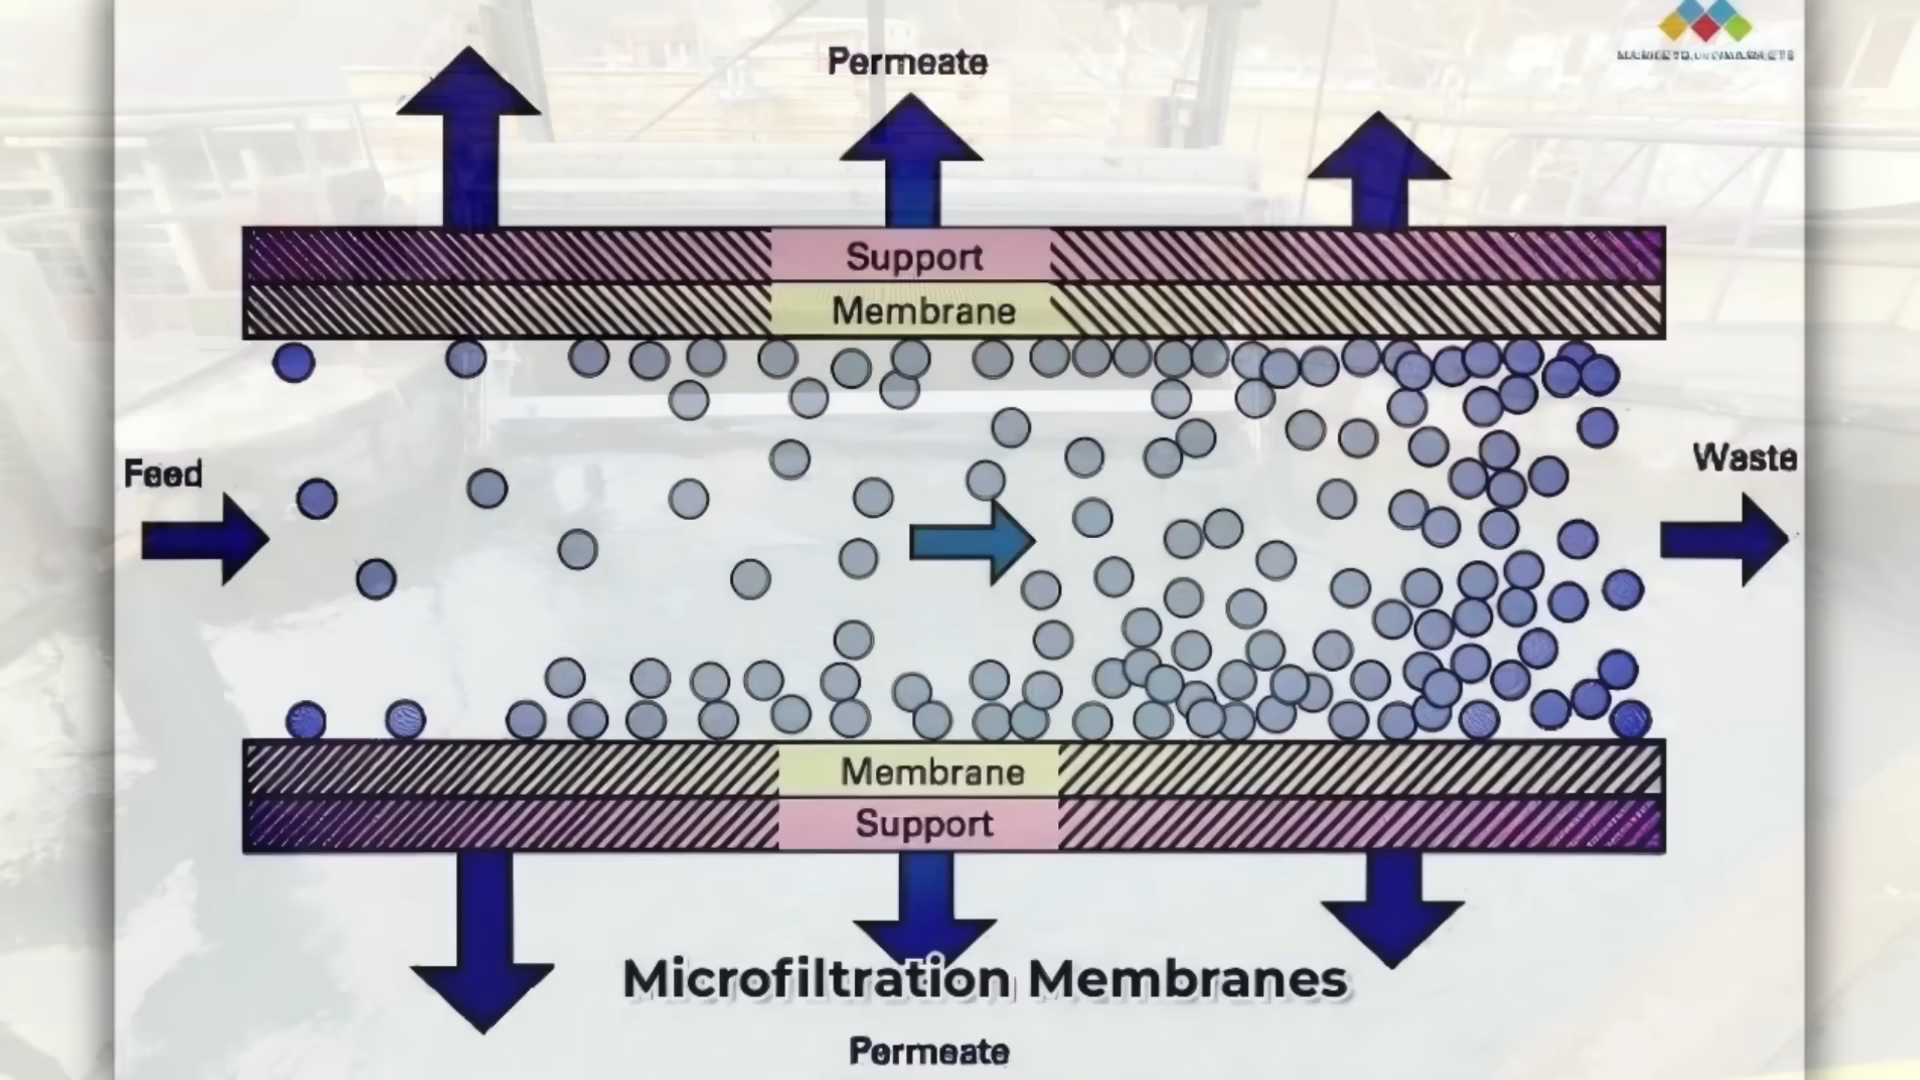 Permeate
Support
Membrane
Feed
Waste
Membrane
Support
Microfiltration Membranes
Permeate